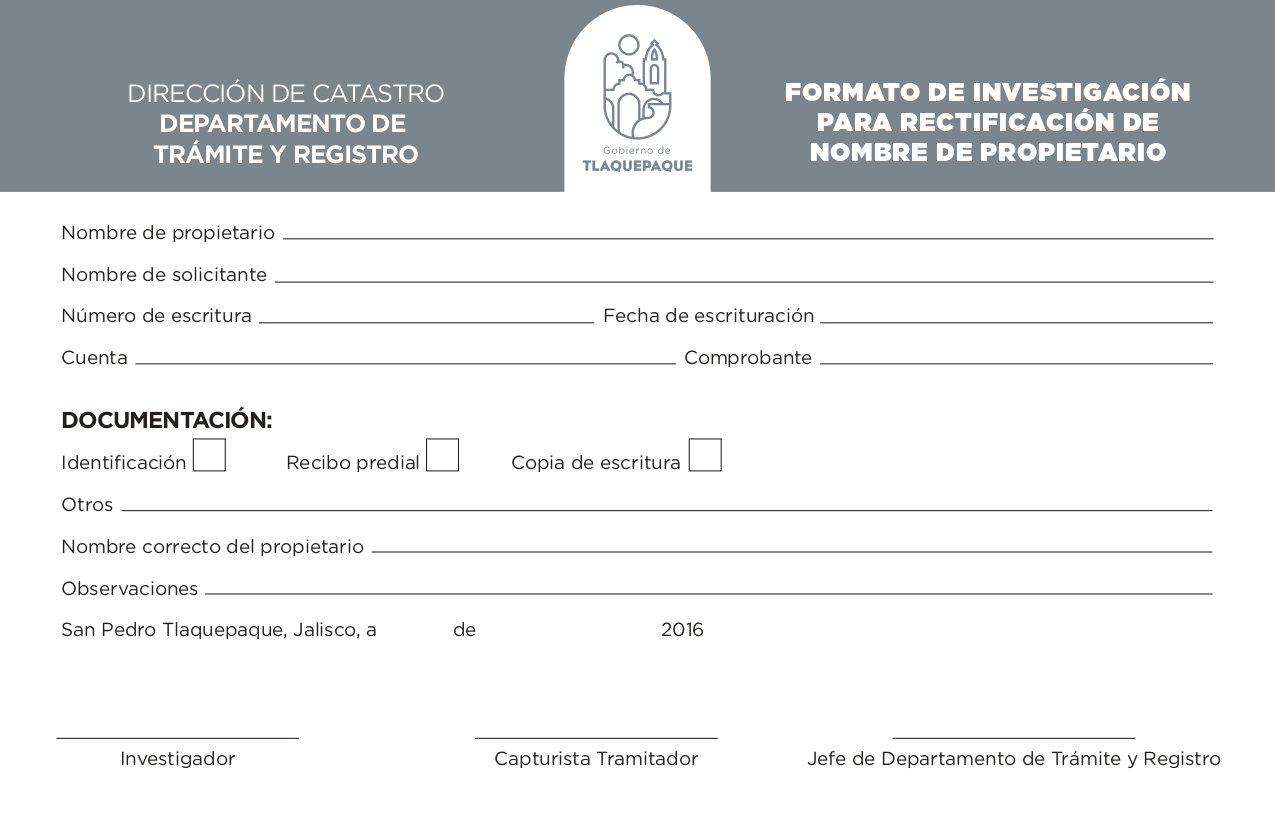 DIRECCIÓN DE CATASTRO
DEPARTAMENTO DE
TRÁMITE Y REGISTRO
Gobierno de
TLAQUEPAQUE
FORMATO DE INVESTIGACIÓN
PARA RECTIFICACIÓN DE
NOMBRE DE PROPIETARIO
Nombre de propietario
Nombre de solicitante
Número de escritura Fecha de escrituración
Cuenta Comprobante
DOCUMENTACIÓN:
Identificación Recibo predial Copia de escritura
Otros
Nombre correcto del propietario
Observaciones
San Pedro Tlaquepaque, Jalisco, a de 2016
Investigador Capturista Tramitador Jefe de Departamento de Trámite y Registro